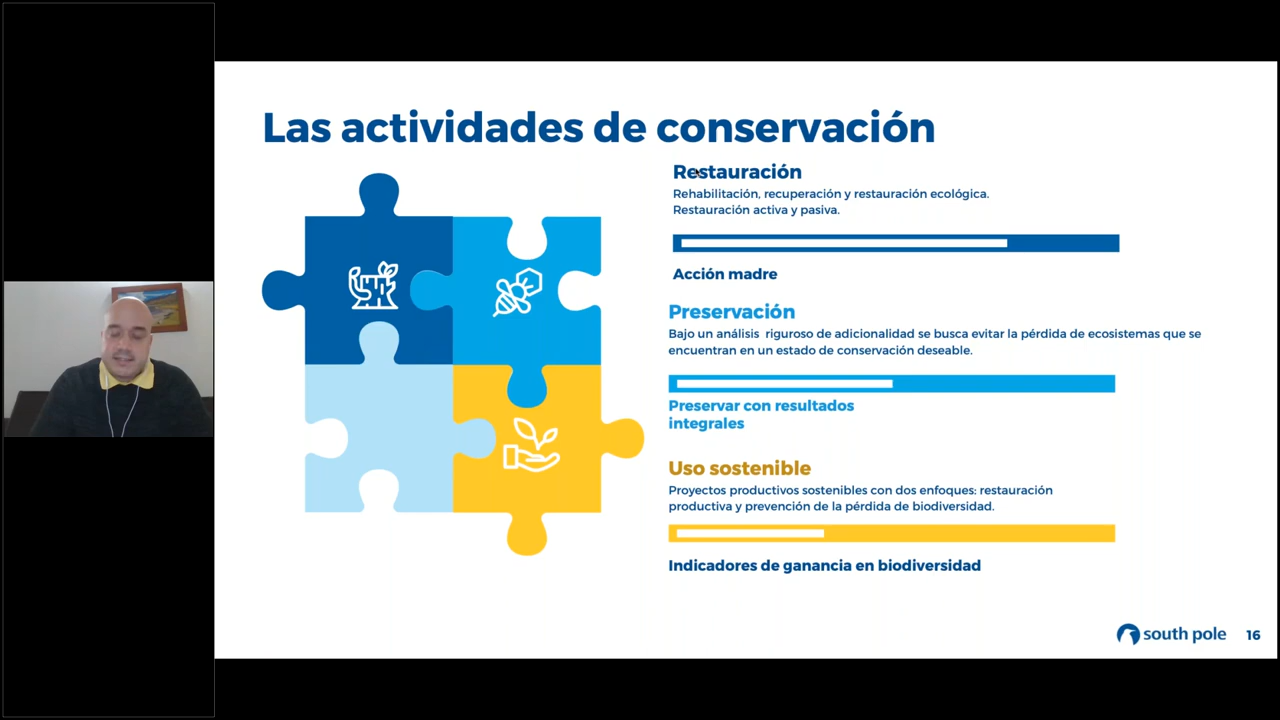 Las actividades de conservación
Restauración
Rehabilitación, recuperación y restauración ecológica.
Restauración activa y pasiva.
Acción madre
Preservación
Bajo un análisis riguroso de adicionalidad se busca evitar la pérdida de ecosistemas que se
encuentran en un estado de conservación deseable.
Preservar con resultados
integrales
Uso sostenible
Proyectos productivos sostenibles con dos enfoques: restauración
productiva y prevención de la pérdida de biodiversidad.
Indicadores de ganancia en biodiversidad
south pole 16